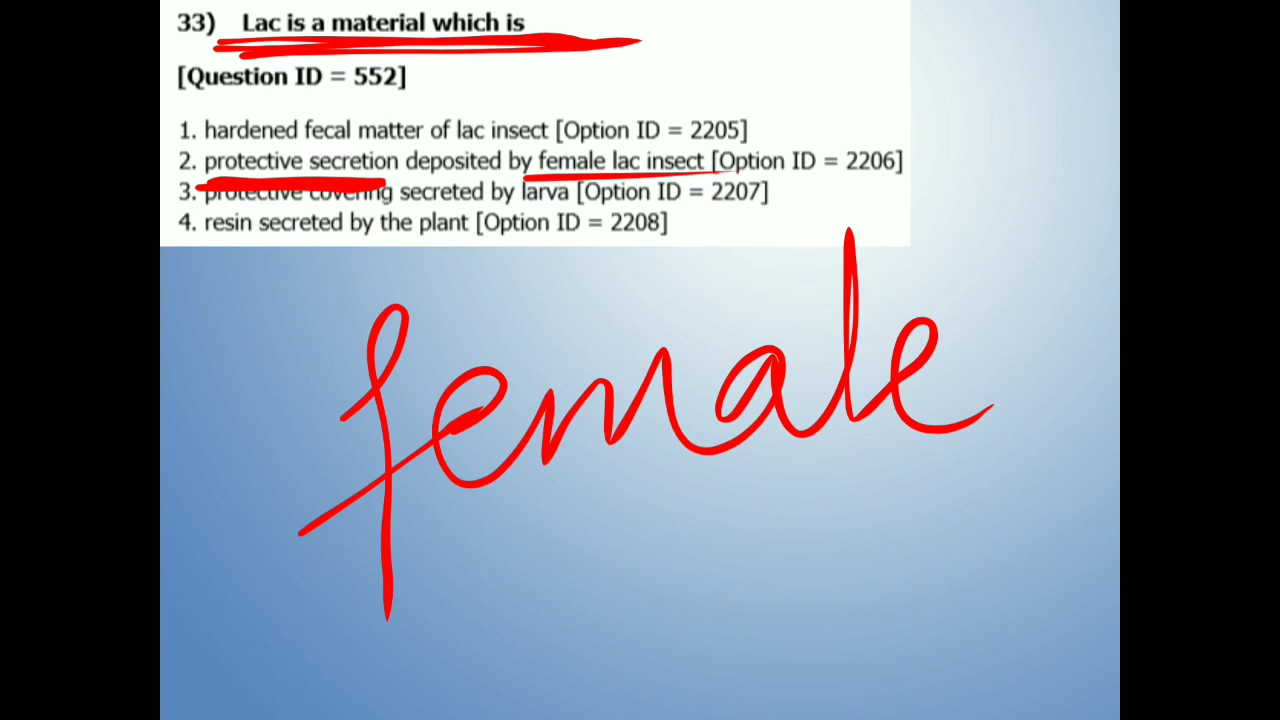 33) Lac is a material which is
[Question ID = 552]
1. hardened fecal matter of lac insect [Option ID = 2205]
2. protective secretion deposited by female lac insect [Option ID = 2206]
3. protective covering secreted by larva [Option ID = 2207]
4. resin secreted by the plant [Option ID = 2208]
female